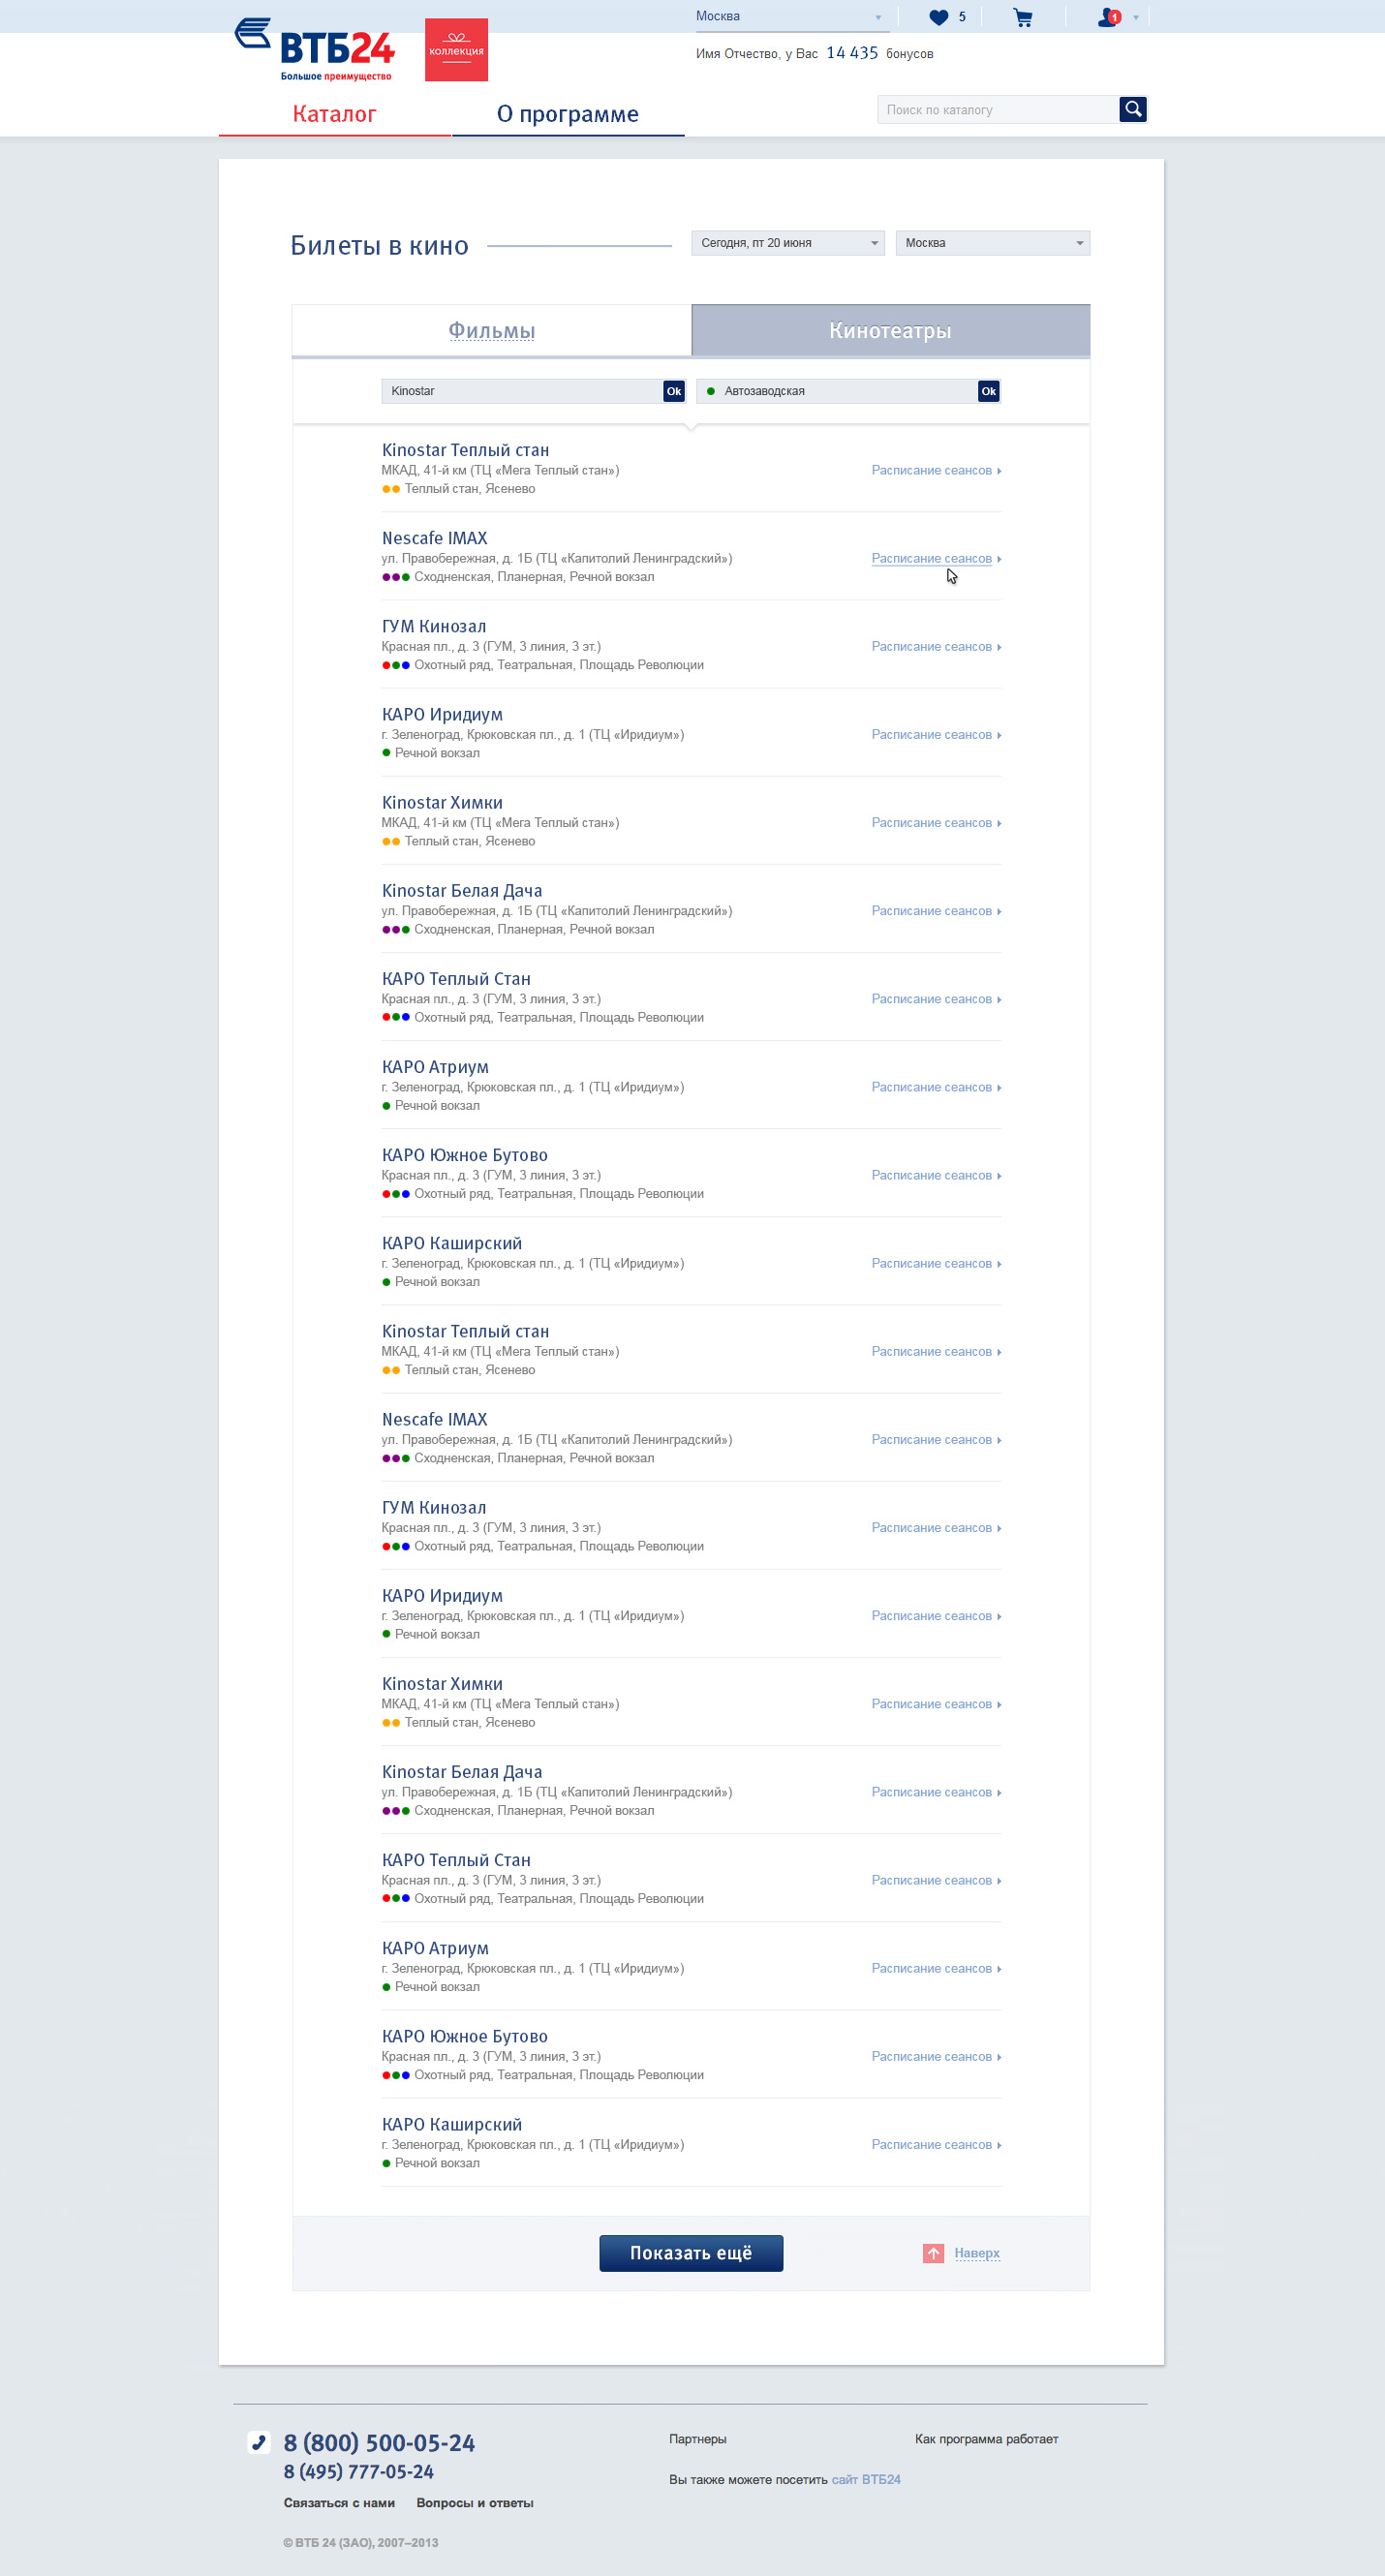 Москва
5
1
ВТБ24
Большое преимущество
коллекция
Имя Отчество, у Вас 14 435 бонусов
Каталог
О программе
Поиск по каталогу
Билеты в кино
Сегодня, пт 20 июня
Москва
Фильмы
Кинотеатры
Kinostar
Ok
Автозаводская
Ok
Kinostar Теплый стан
МКАД, 41-й км (ТЦ «Мега Теплый стан»)
Расписание сеансов
Теплый стан, Ясенево
Nescafe IMAX
ул. Правобережная, д. 1Б (ТЦ «Капитолий Ленинградский»)
Расписание сеансов
Сходненская, Планерная, Речной вокзал
ГУМ Кинозал
Красная пл., д. 3 (ГУМ, 3 линия, 3 эт.)
Расписание сеансов
Охотный ряд, Театральная, Площадь Революции
КАРО Иридиум
г. Зеленоград, Крюковская пл., д. 1 (ТЦ «Иридиум»)
Расписание сеансов
Речной вокзал
Kinostar Химки
МКАД, 41-й км (ТЦ «Мега Теплый стан»)
Расписание сеансов
Теплый стан, Ясенево
Kinostar Белая Дача
ул. Правобережная, д. 1Б (ТЦ «Капитолий Ленинградский»)
Расписание сеансов
Сходненская, Планерная, Речной вокзал
КАРО Теплый Стан
Красная пл., д. 3 (ГУМ, 3 линия, 3 эт.)
Расписание сеансов
Охотный ряд, Театральная, Площадь Революции
КАРО Атриум
г. Зеленоград, Крюковская пл., д. 1 (ТЦ «Иридиум»)
Расписание сеансов
Речной вокзал
КАРО Южное Бутово
Красная пл., д. 3 (ГУМ, 3 линия, 3 эт.)
Расписание сеансов
Охотный ряд, Театральная, Площадь Революции
КАРО Каширский
г. Зеленоград, Крюковская пл., д. 1 (ТЦ «Иридиум»)
Расписание сеансов
Речной вокзал
Kinostar Теплый стан
МКАД, 41-й км (ТЦ «Мега Теплый стан»)
Расписание сеансов
Теплый стан, Ясенево
Nescafe IMAX
ул. Правобережная, д. 1Б (ТЦ «Капитолий Ленинградский»)
Расписание сеансов
Сходненская, Планерная, Речной вокзал
ГУМ Кинозал
Красная пл., д. 3 (ГУМ, 3 линия, 3 эт.)
Расписание сеансов
Охотный ряд, Театральная, Площадь Революции
КАРО Иридиум
г. Зеленоград, Крюковская пл., д. 1 (ТЦ «Иридиум»)
Расписание сеансов
Речной вокзал
Kinostar Химки
МКАД, 41-й км (ТЦ «Мега Теплый стан»)
Расписание сеансов
Теплый стан, Ясенево
Kinostar Белая Дача
ул. Правобережная, д. 1Б (ТЦ «Капитолий Ленинградский»)
Расписание сеансов
Сходненская, Планерная, Речной вокзал
КАРО Теплый Стан
Красная пл., д. 3 (ГУМ, 3 линия, 3 эт.)
Расписание сеансов
Охотный ряд, Театральная, Площадь Революции
КАРО Атриум
г. Зеленоград, Крюковская пл., д. 1 (ТЦ «Иридиум»)
Расписание сеансов
Речной вокзал
КАРО Южное Бутово
Красная пл., д. 3 (ГУМ, 3 линия, 3 эт.)
Расписание сеансов
Охотный ряд, Театральная, Площадь Революции
КАРО Каширский
г. Зеленоград, Крюковская пл., д. 1 (ТЦ «Иридиум»)
Расписание сеансов
Речной вокзал
Показать ещё
Наверх
8 (800) 500-05-24
8 (495) 777-05-24
Связаться с нами
Вопросы и ответы
Партнеры
Как программа работает
Вы также можете посетить сайт ВТБ24
© ВТБ 24 (ЗАО), 2007–2013